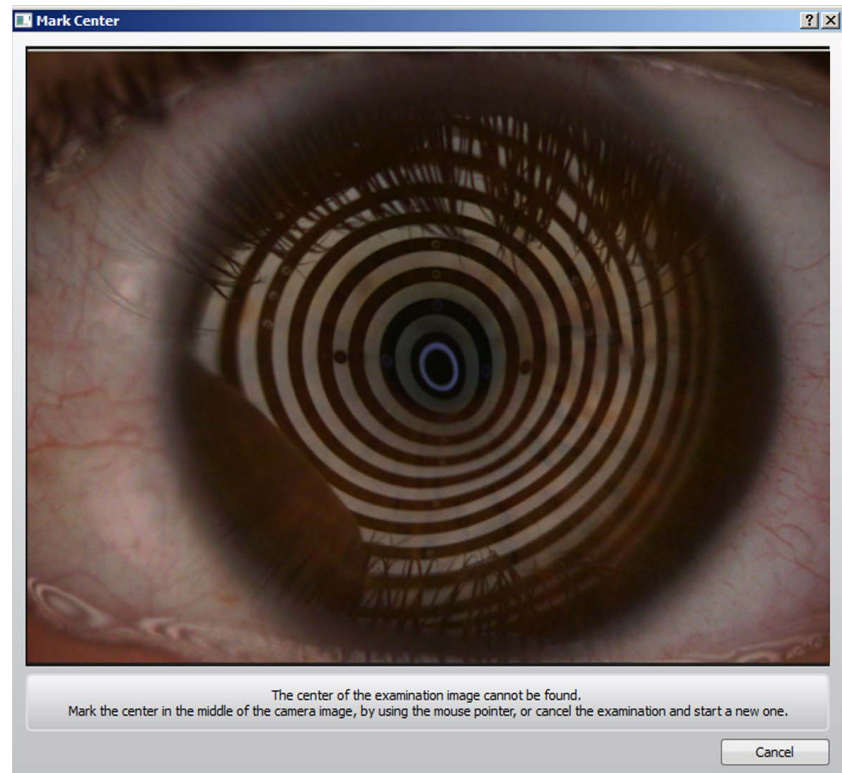 Mark Center
The center of the examination image cannot be found.
Mark the center in the middle of the camera image, by using the mouse pointer, or cancel the examination and start a new one.
Cancel